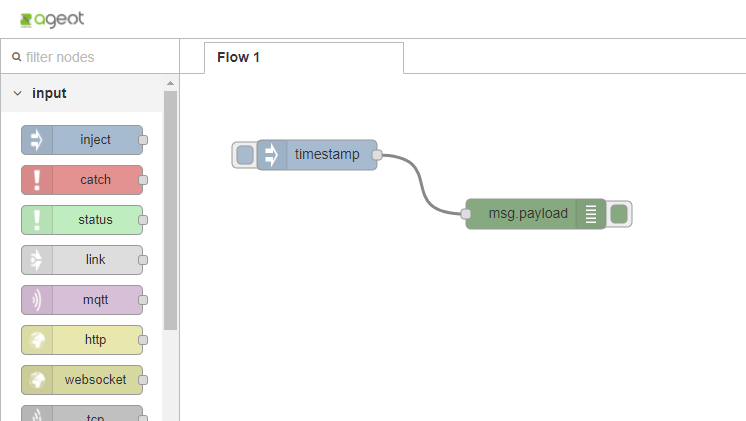 ageot
filter nodes
Flow 1
input
inject
catch
status
link
mqtt
http
websocket
tcp
timestamp
msg.payload